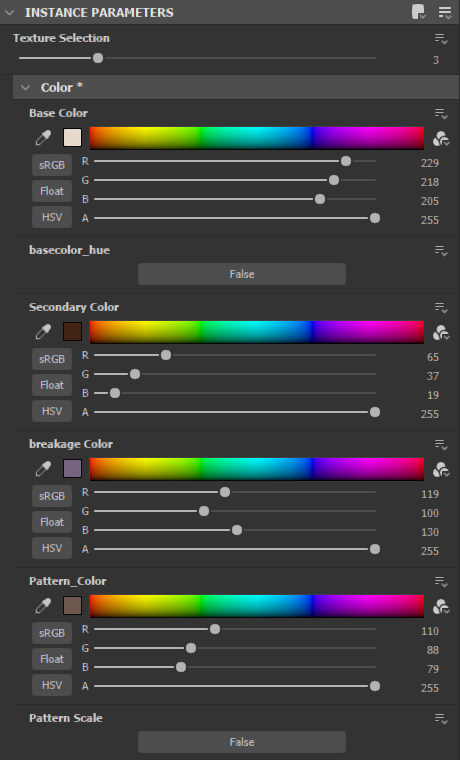 INSTANCE PARAMETERS
Texture Selection
3
Color *
Base Color
sRGB
Float
HSV
R 229
G 218
B 205
A 255
basecolor_hue
False
Secondary Color
sRGB
Float
HSV
R 65
G 37
B 19
A 255
breakage Color
sRGB
Float
HSV
R 119
G 100
B 130
A 255
Pattern_Color
sRGB
Float
HSV
R 110
G 88
B 79
A 255
Pattern Scale
False